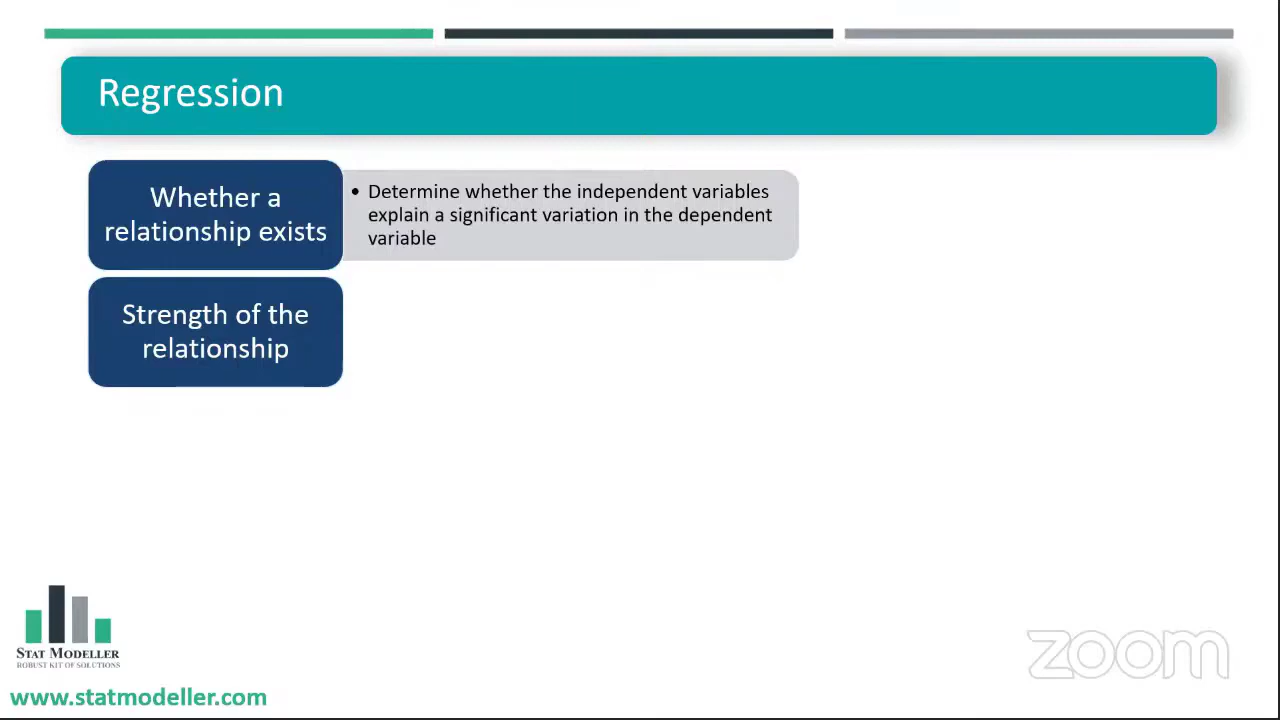 Regression
Whether a
relationship exists
• Determine whether the independent variables
explain a significant variation in the dependent
variable
Strength of the
relationship
STAT MODELLER
ROBUST KIT OF SOLUTIONS
www.statmodeller.com
zoom